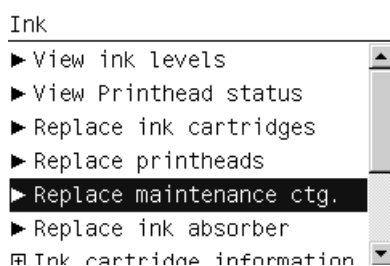 Ink
View ink levels
View Printhead status
Replace ink cartridges
Replace printheads
Replace maintenance ctg.
Replace ink absorber
Ink cartridge information